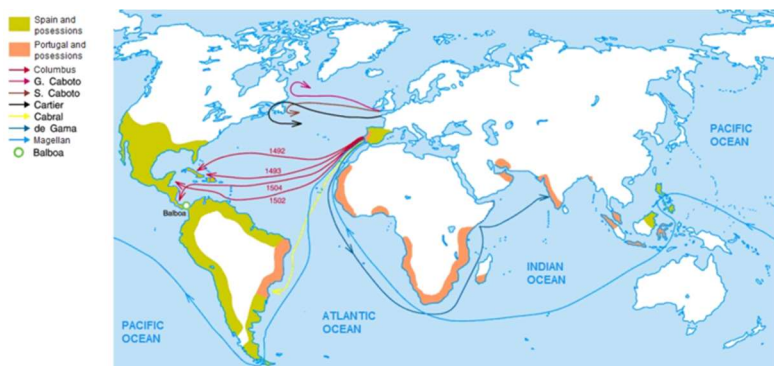 Spain and
posessions
Portugal and
posessions
Columbus
G. Caboto
S. Caboto
Cartier
Cabral
de Gama
Magellan
Balboa
1492
1493
1504
1502
Balboa
PACIFIC
OCEAN
ATLANTIC
OCEAN
INDIAN
OCEAN
PACIFIC
OCEAN